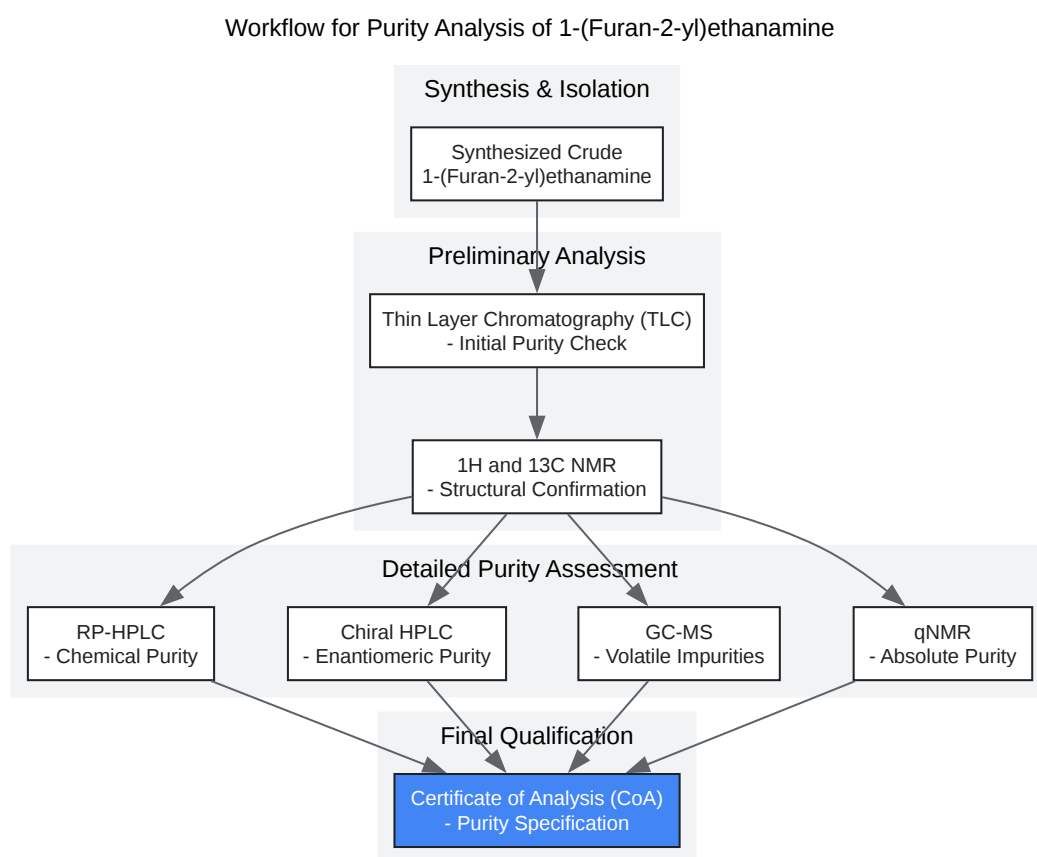 Workflow for Purity Analysis of 1-(Furan-2-yl)ethanamine
Synthesis & Isolation
Synthesized Crude
1-(Furan-2-yl)ethanamine
Preliminary Analysis
Thin Layer Chromatography (TLC)
- Initial Purity Check
1H and 13C NMR
- Structural Confirmation
Detailed Purity Assessment
RP-HPLC
- Chemical Purity
Chiral HPLC
- Enantiomeric Purity
GC-MS
- Volatile Impurities
qNMR
- Absolute Purity
Final Qualification
Certificate of Analysis (CoA)
- Purity Specification